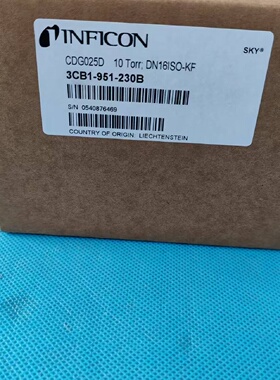 INFICON
SKY®
CDG025D 10 Torr; DN16ISO-KF
3CB1-951-230B
S/N 0540876469
COUNTRY OF ORIGIN: LIECHTENSTEIN